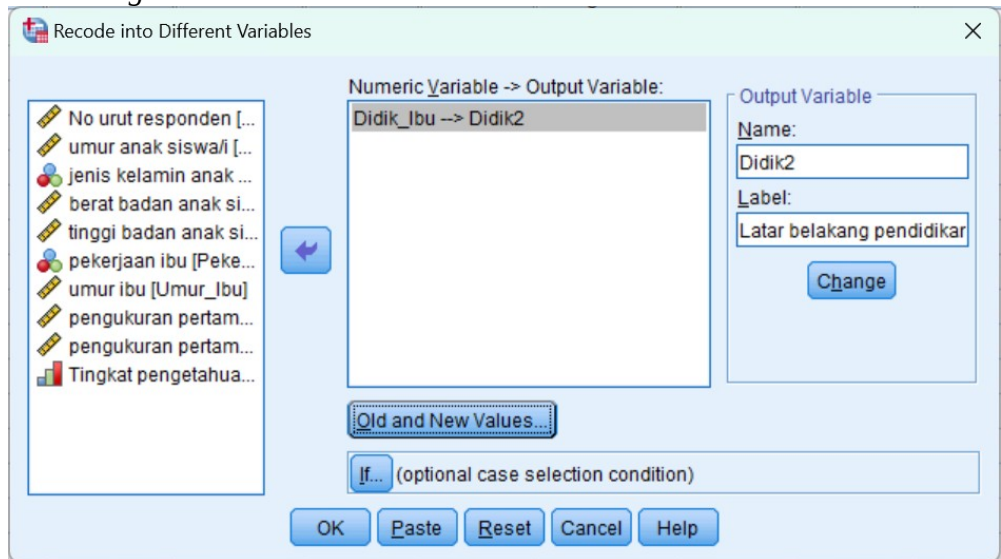 Recode into Different Variables
No urut responden [...
umur anak siswa/i [...
jenis kelamin anak ...
berat badan anak si...
tinggi badan anak si...
pekerjaan ibu [Peke...
umur ibu [Umur_Ibu]
pengukuran pertam...
pengukuran pertam...
Tingkat pengetahua...
Numeric Variable -> Output Variable:
Didik_Ibu --> Didik2
Output Variable
Name:
Didik2
Label:
Latar belakang pendidikan
Change
Old and New Values...
If... (optional case selection condition)
OK Paste Reset Cancel Help